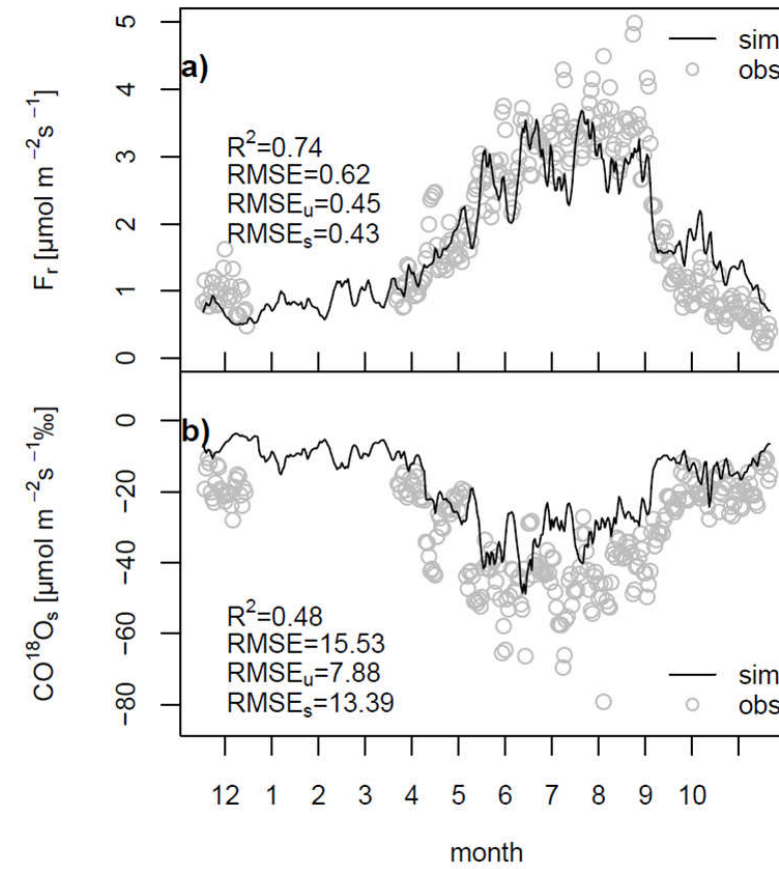 a)
sim
obs
R²=0.74
RMSE=0.62
RMSEᵤ=0.45
RMSEₛ=0.43
Fᵣ [µmol m⁻²s⁻¹]
5
4
3
2
1
0
b)
CO¹⁸Oₛ [µmol m⁻²s⁻¹‰]
0
−20
−40
−60
−80
R²=0.48
RMSE=15.53
RMSEᵤ=7.88
RMSEₛ=13.39
sim
obs
12 1 2 3 4 5 6 7 8 9 10
month